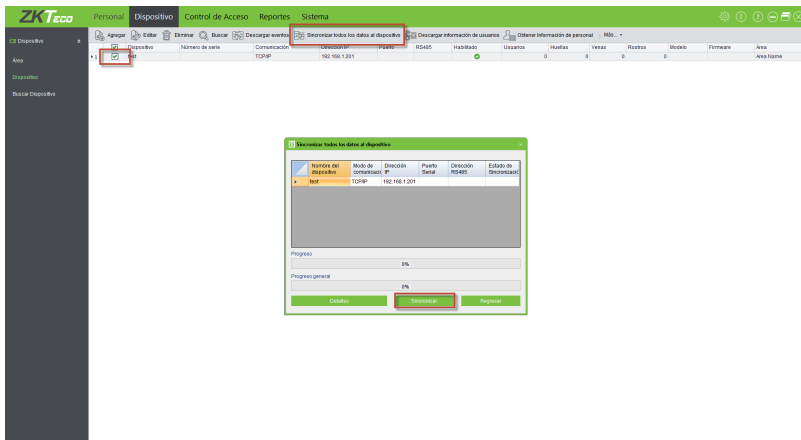 ZKTeco Personal Dispositivo Control de Acceso Reportes Sistema
Agregar Editar Eliminar Buscar Descargar eventos Sincronizar todos los datos al dispositivo Descargar información de usuarios Obtener información de personal Más...
Dispositivo
Dispositivo Número de serie Comunicación Dirección IP Puerto RS485 Habilitado Usuarios Huellas Venas Rostros Modelo Firmware Área
1 test TCP/IP 192.168.1.201 0 0 0 0 Area Name
Área
Dispositivo
Buscar Dispositivo
Sincronizar todos los datos al dispositivo
Nombre del dispositivo Modo de comunicació Dirección IP Puerto Serial Dirección RS485 Estado de Sincronizació
test TCP/IP 192.168.1.201
Progreso
0%
Progreso general
0%
Detalles Sincronizar Regresar